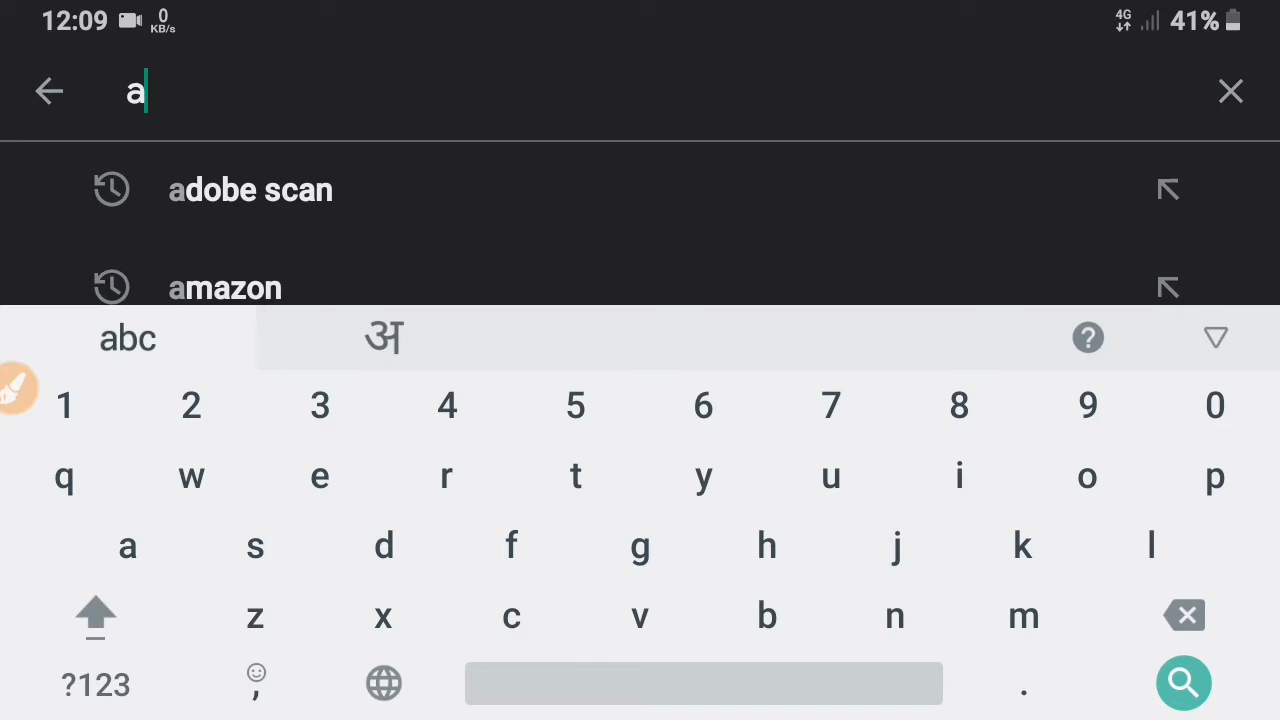 12:09 0 KB/s 4G 41%
a
adobe scan
amazon
abc अ ?
1 2 3 4 5 6 7 8 9 0
q w e r t y u i o p
a s d f g h j k l
z x c v b n m
?123 , .